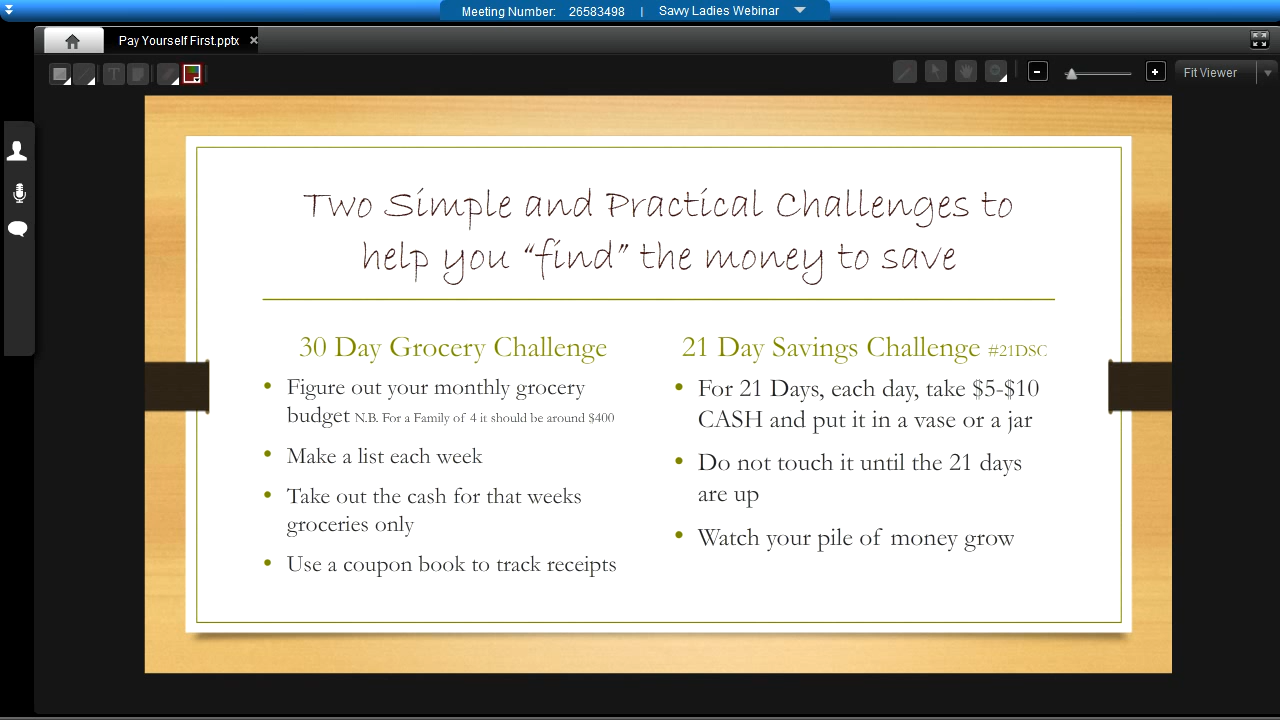 Meeting Number: 26583498 | Savvy Ladies Webinar
Pay Yourself First.pptx
T
Fit Viewer
Two Simple and Practical Challenges to
help you “find” the money to save
30 Day Grocery Challenge
• Figure out your monthly grocery
budget N.B. For a Family of 4 it should be around $400
• Make a list each week
• Take out the cash for that weeks
groceries only
• Use a coupon book to track receipts
21 Day Savings Challenge #21DSC
• For 21 Days, each day, take $5-$10
CASH and put it in a vase or a jar
• Do not touch it until the 21 days
are up
• Watch your pile of money grow